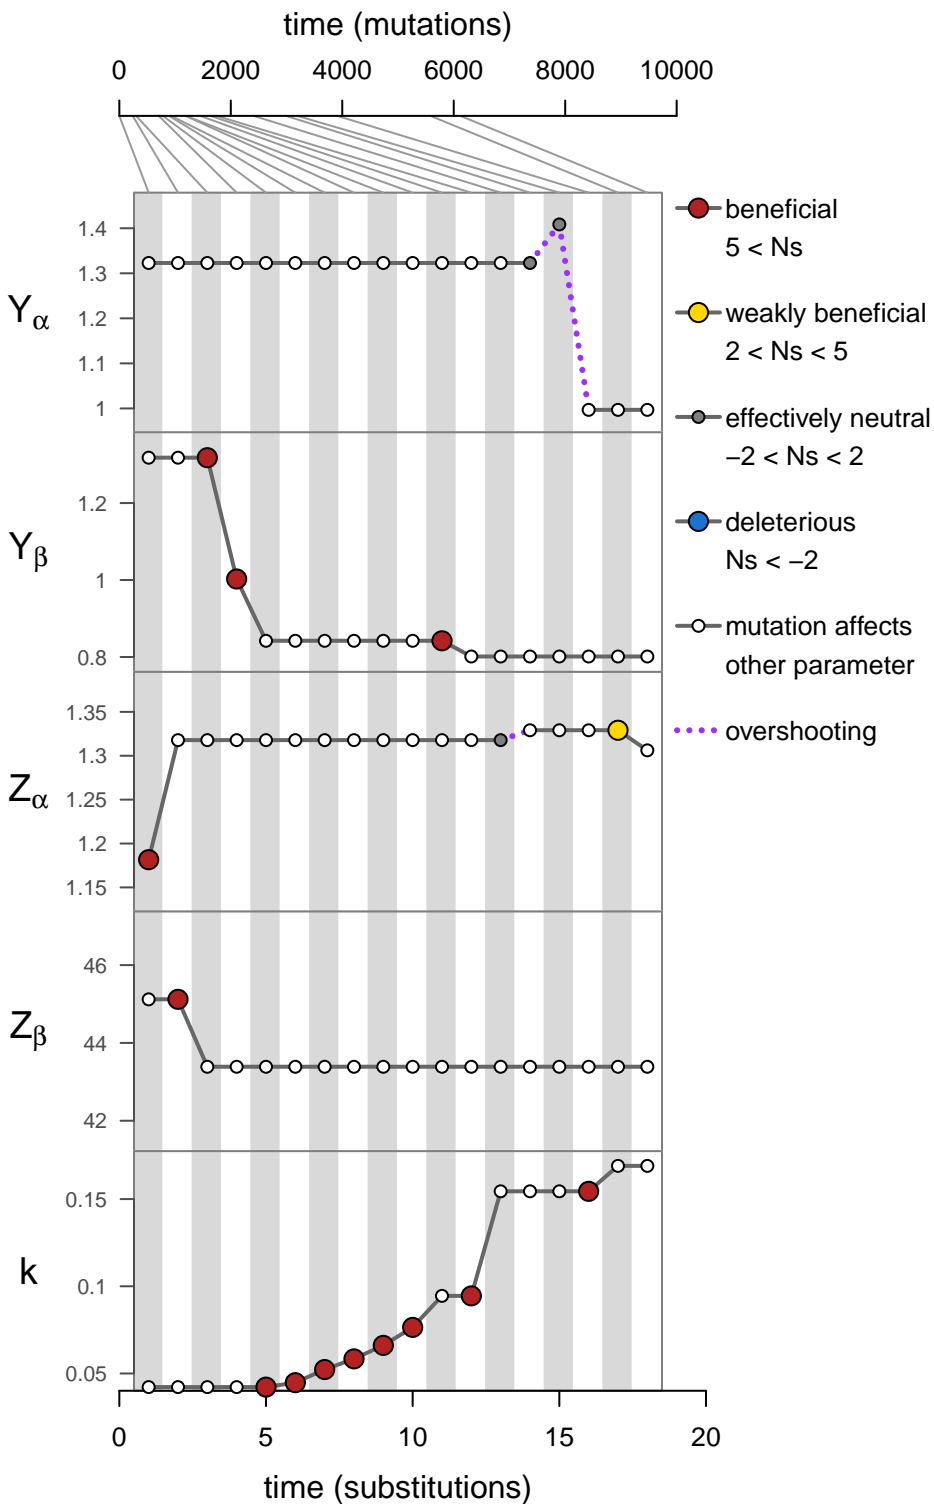 time (mutations)
0 2000 4000 6000 8000 10000
Yα
1.4
1.3
1.2
1.1
1
Yβ
1.2
1
0.8
Zα
1.35
1.3
1.25
1.2
1.15
Zβ
46
44
42
k
0.15
0.1
0.05
0 5 10 15 20
time (substitutions)
beneficial
5 < Ns
weakly beneficial
2 < Ns < 5
effectively neutral
−2 < Ns < 2
deleterious
Ns < −2
mutation affects
other parameter
overshooting